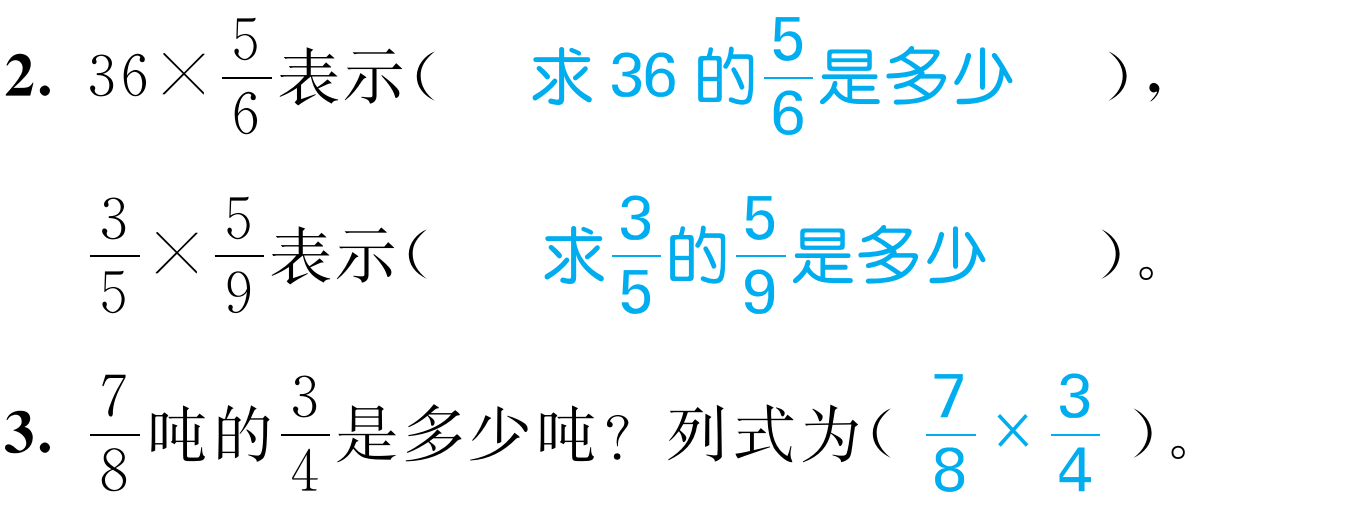 2. 36×5/6表示( 求 36 的5/6是多少 ),
3/5×5/9表示( 求3/5的5/9是多少 )。
3. 7/8吨的3/4是多少吨? 列式为( 7/8×3/4 )。